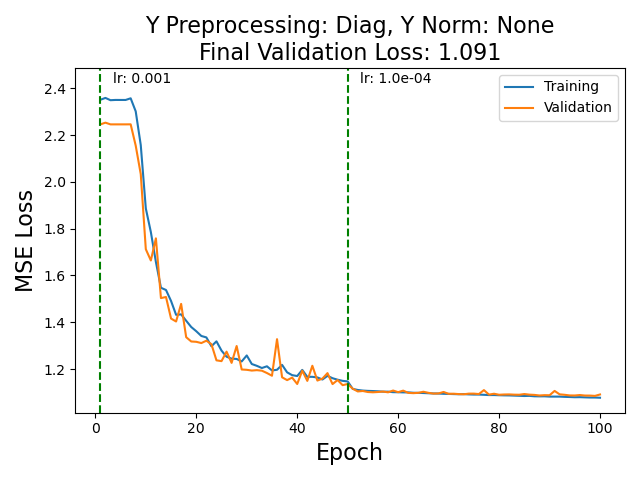 Y Preprocessing: Diag, Y Norm: None
Final Validation Loss: 1.091
lr: 0.001
lr: 1.0e-04
Training
Validation
2.4
2.2
2.0
1.8
1.6
1.4
1.2
MSE Loss
0
20
40
60
80
100
Epoch